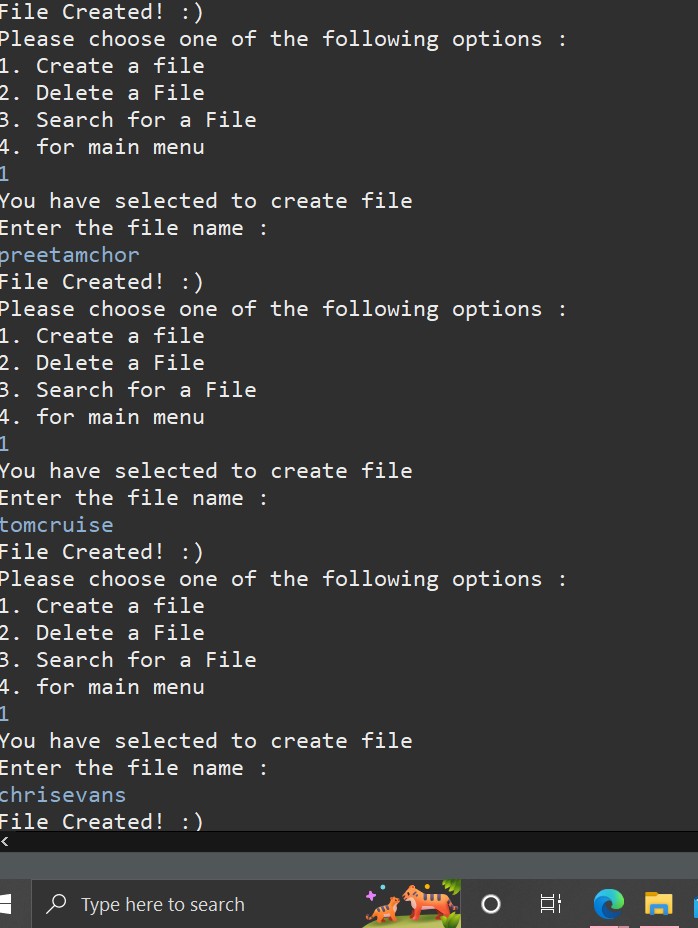 File Created! :)
Please choose one of the following options :
1. Create a file
2. Delete a File
3. Search for a File
4. for main menu
1
You have selected to create file
Enter the file name :
preetamchor
File Created! :)
Please choose one of the following options :
1. Create a file
2. Delete a File
3. Search for a File
4. for main menu
1
You have selected to create file
Enter the file name :
tomcruise
File Created! :)
Please choose one of the following options :
1. Create a file
2. Delete a File
3. Search for a File
4. for main menu
1
You have selected to create file
Enter the file name :
chrisevans
File Created! :)
Type here to search